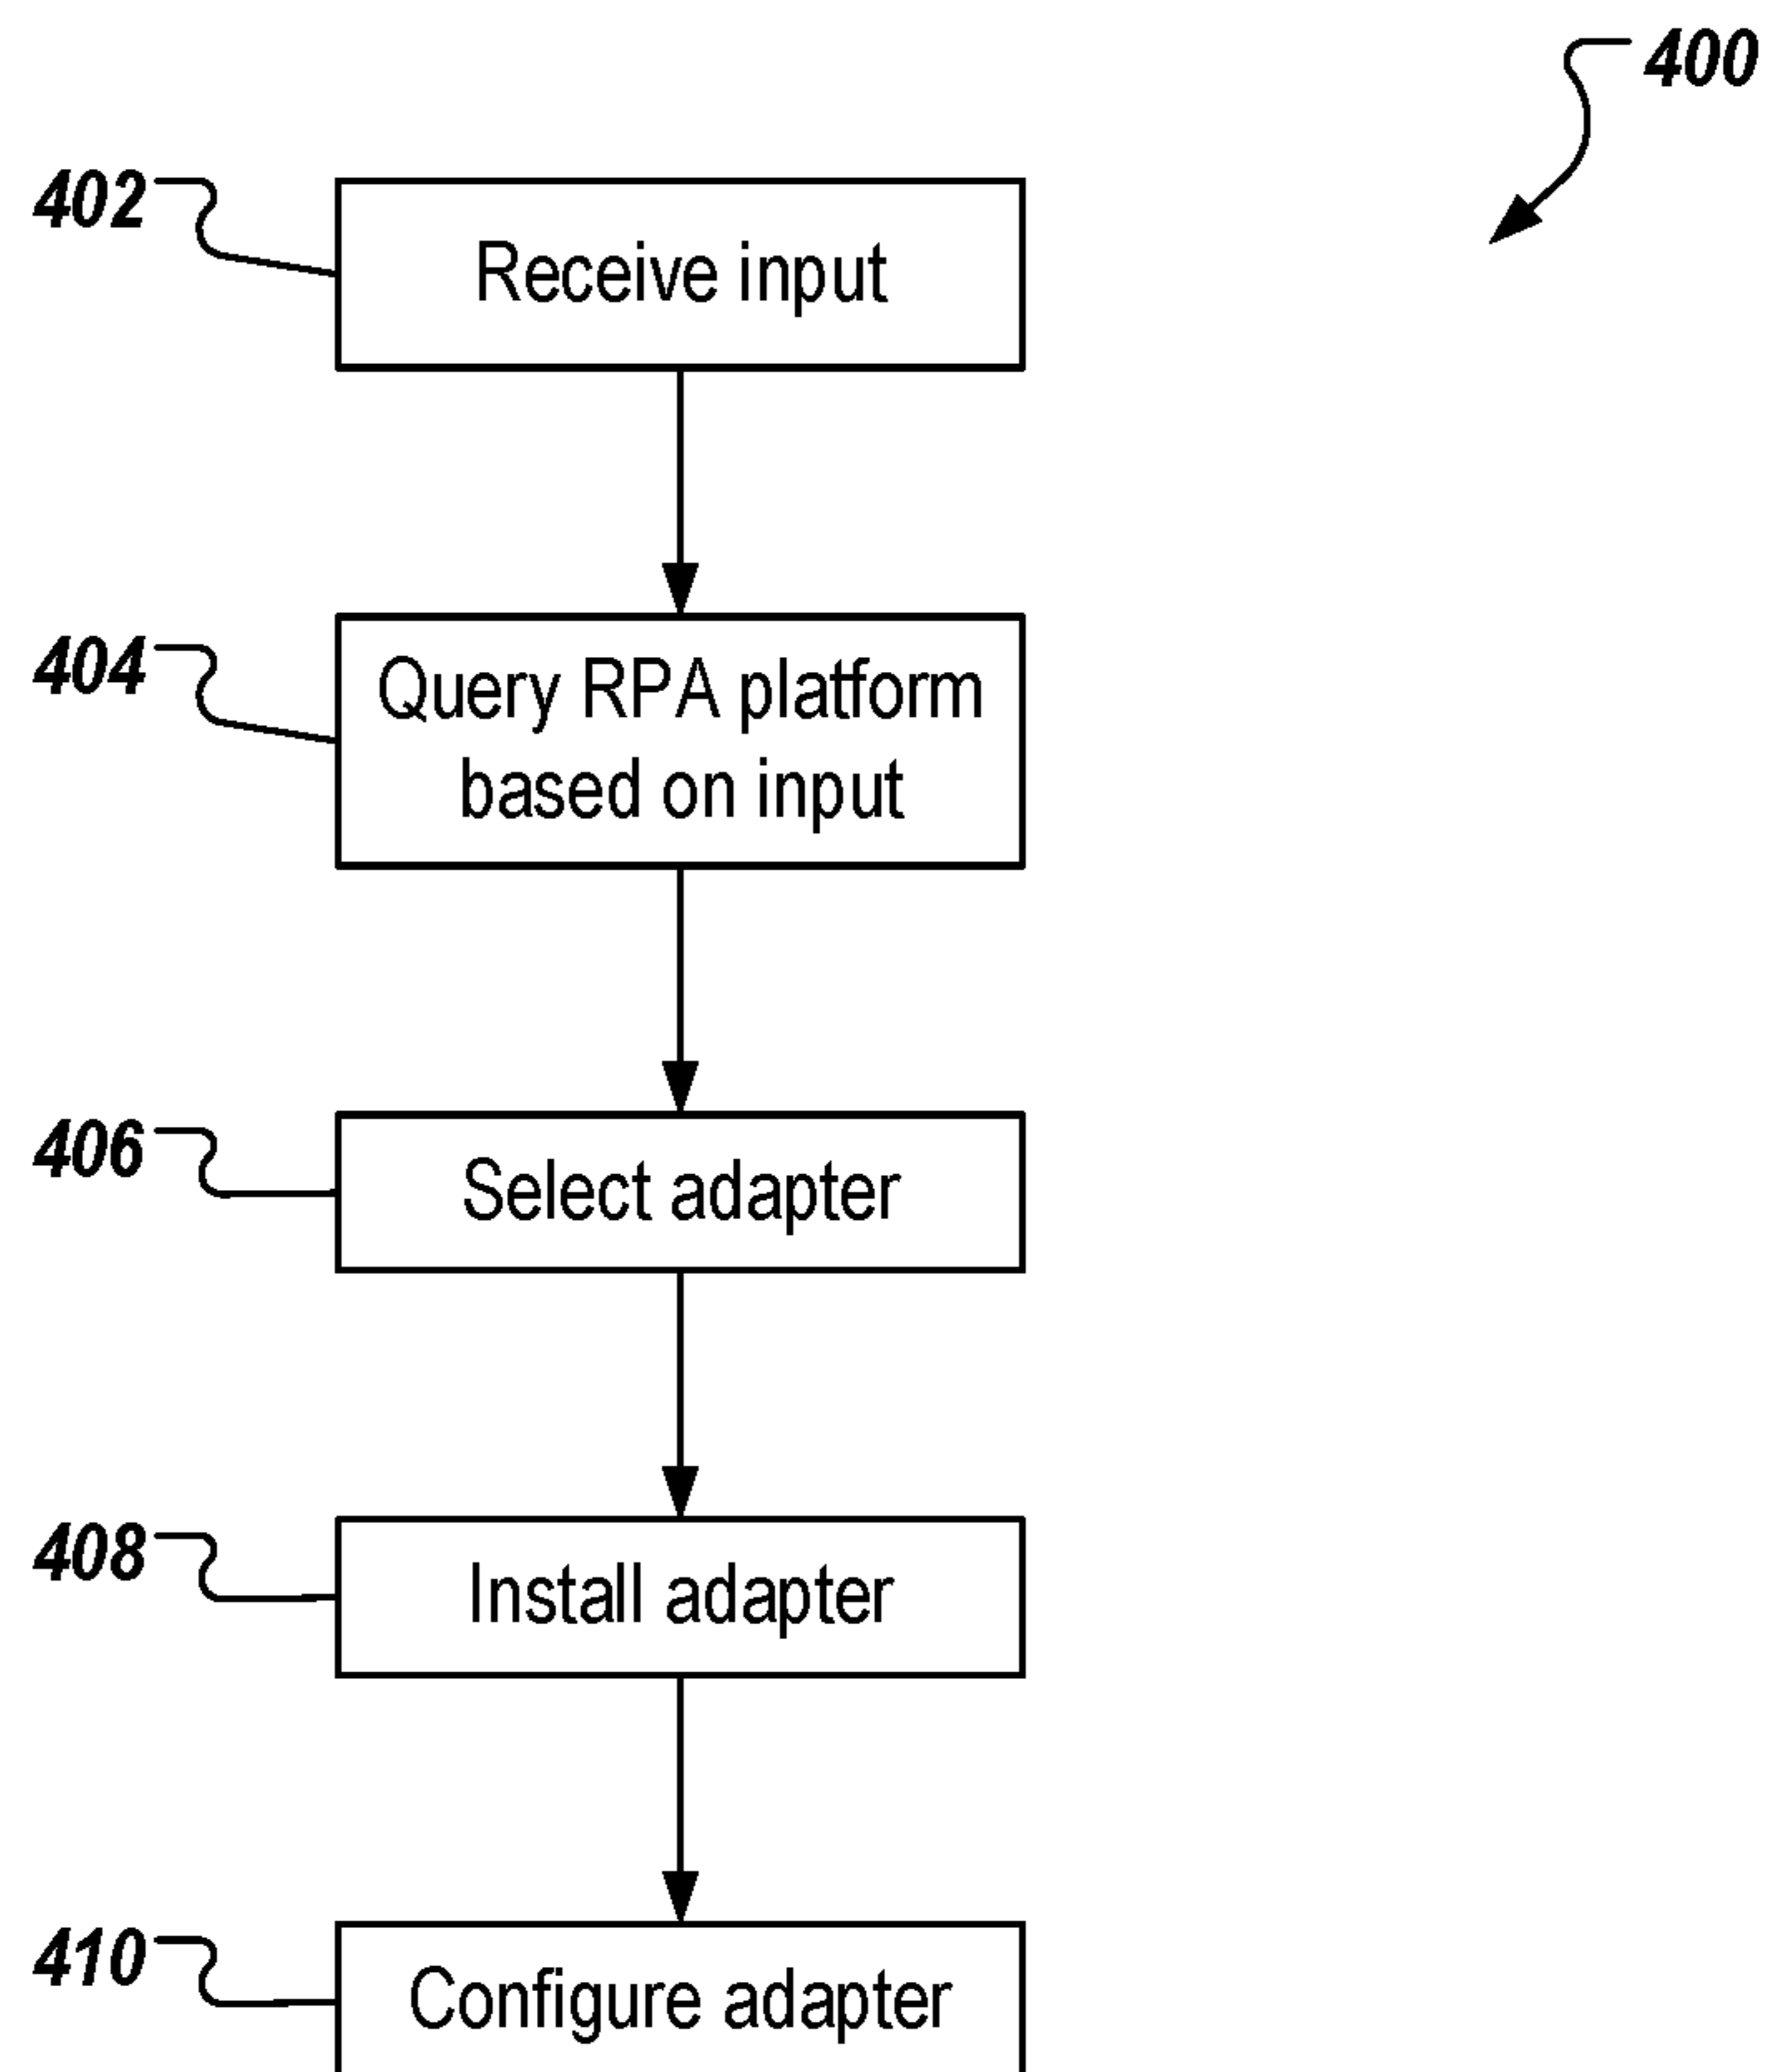 400
402
Receive input
404
Query RPA platform
based on input
406
Select adapter
408
Install adapter
410
Configure adapter